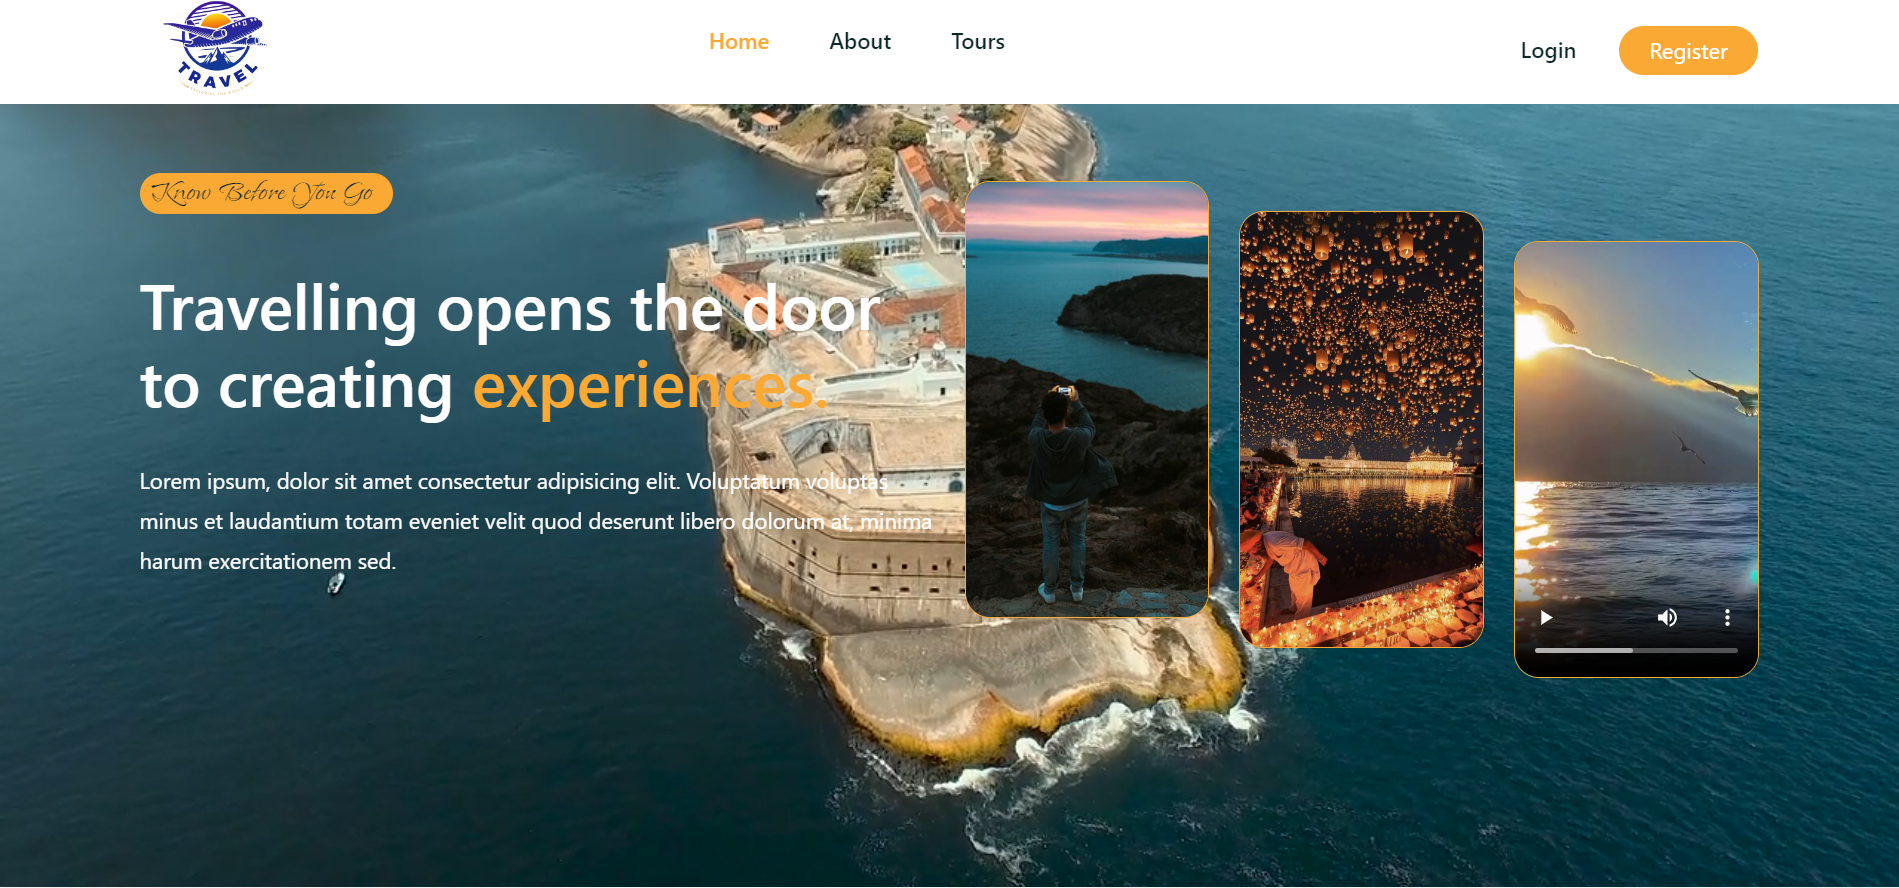 TRAVEL
Home
About
Tours
Login
Register
Know Before You Go
Travelling opens the door
to creating experiences.
Lorem ipsum, dolor sit amet consectetur adipisicing elit. Voluptatum voluptas
minus et laudantium totam eveniet velit quod deserunt libero dolorum at, minima
harum exercitationem sed.